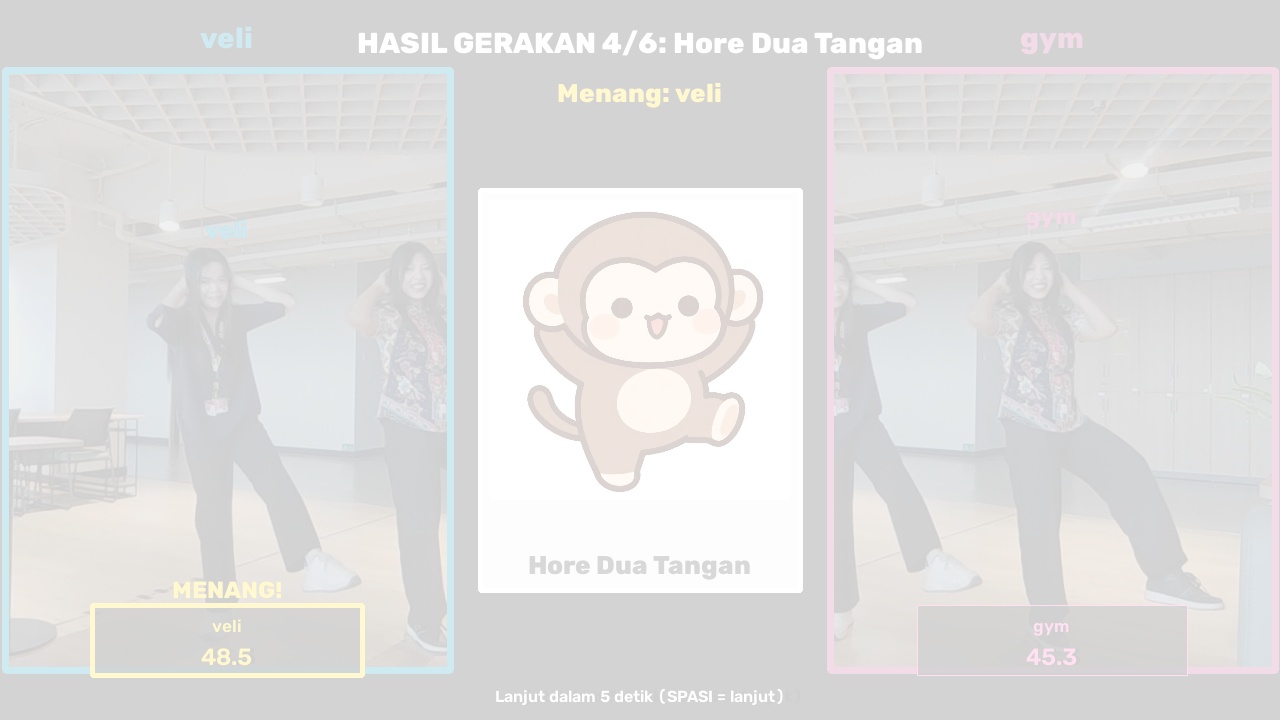 veli
HASIL GERAKAN 4/6: Hore Dua Tangan
gym
Menang: veli
veli
gym
Hore Dua Tangan
MENANG!
veli
48.5
gym
45.3
Lanjut dalam 5 detik (SPASI = lanjut)